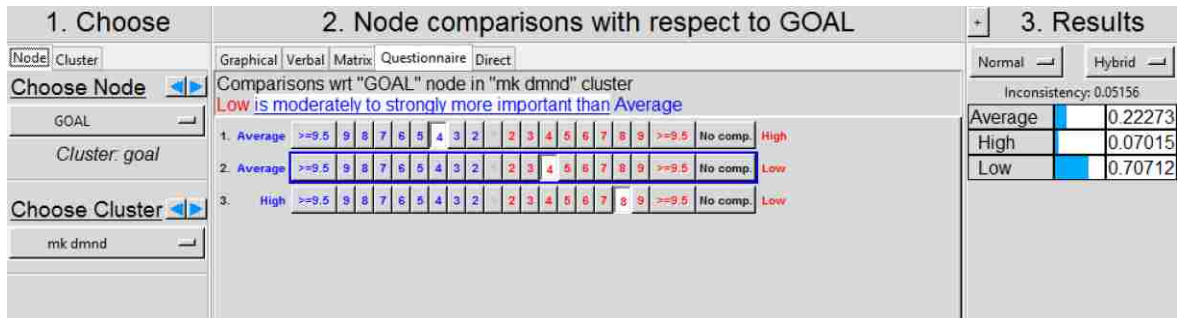 1. Choose
Node Cluster
Choose Node
GOAL
Cluster: goal
Choose Cluster
mk dmnd
2. Node comparisons with respect to GOAL
Graphical Verbal Matrix Questionnaire Direct
Comparisons wrt "GOAL" node in "mk dmnd" cluster
Low is moderately to strongly more important than Average
1. Average >=9.5 9 8 7 6 5 4 3 2 2 3 4 5 6 7 8 9 >=9.5 No comp. High
2. Average >=9.5 9 8 7 6 5 4 3 2 2 3 4 5 6 7 8 9 >=9.5 No comp. Low
3. High >=9.5 9 8 7 6 5 4 3 2 2 3 4 5 6 7 8 9 >=9.5 No comp. Low
+ 3. Results
Normal Hybrid
Inconsistency: 0.05156
Average 0.22273
High 0.07015
Low 0.70712